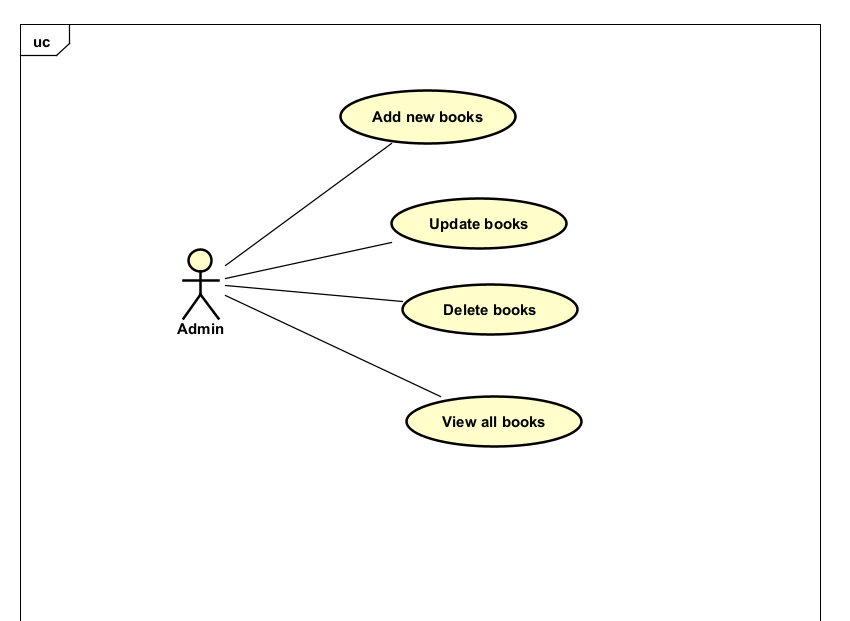 uc
Add new books
Update books
Delete books
Admin
View all books